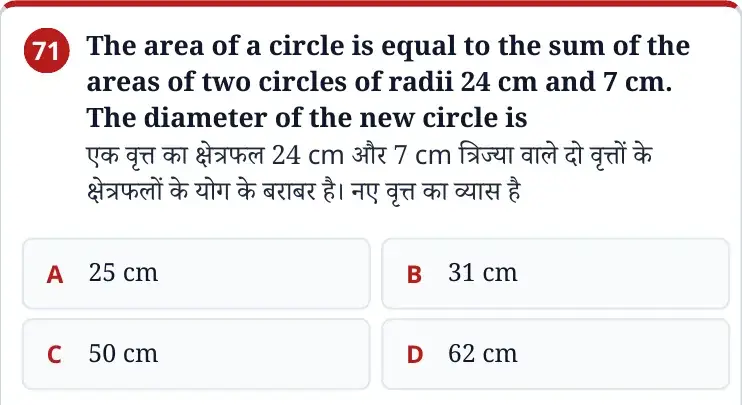 71 The area of a circle is equal to the sum of the
areas of two circles of radii 24 cm and 7 cm.
The diameter of the new circle is
एक वृत्त का क्षेत्रफल 24 cm और 7 cm त्रिज्या वाले दो वृत्तों के
क्षेत्रफलों के योग के बराबर है। नए वृत्त का व्यास है
A 25 cm
B 31 cm
C 50 cm
D 62 cm